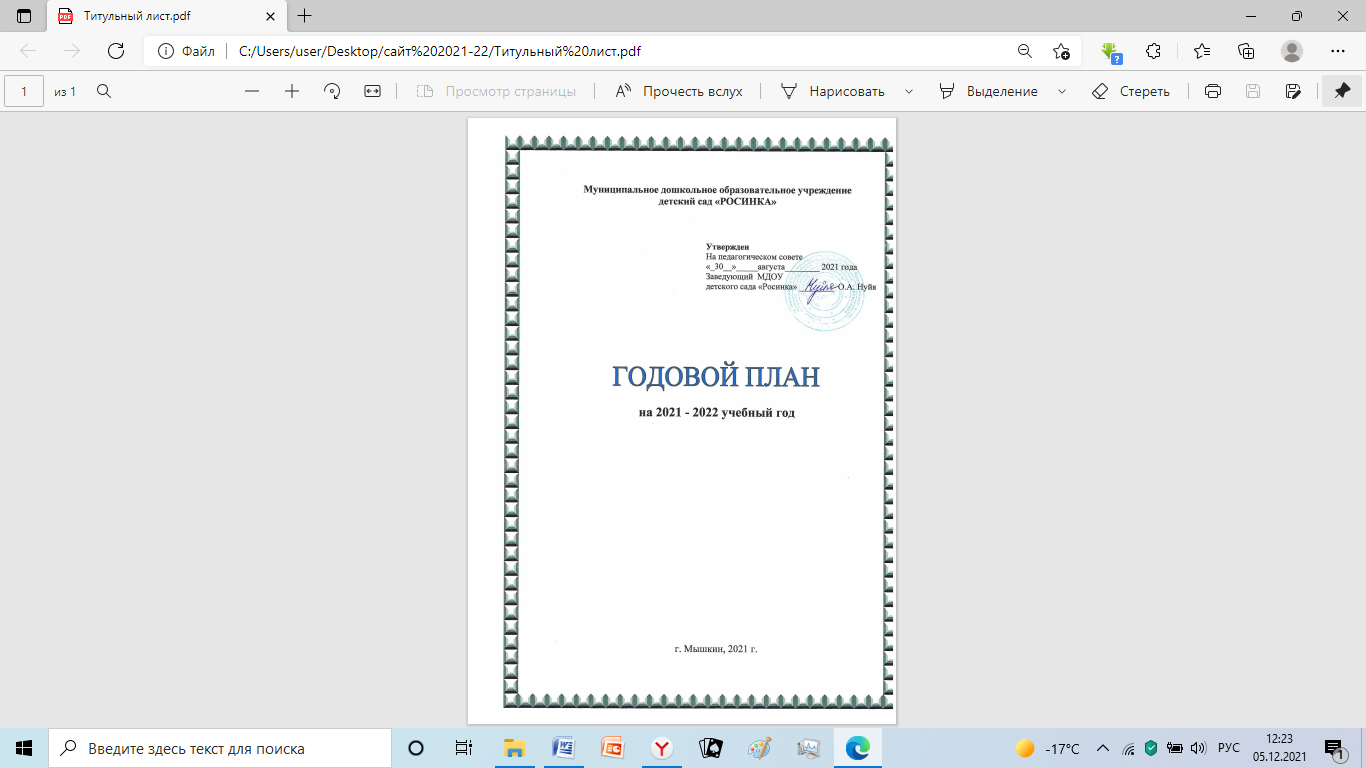 Титульный лист.pdf
Файл
C:/Users/user/Desktop/сайт%202021-22/Титульный%20лист.pdf
1 из 1
Просмотр страницы
Прочесть вслух
Нарисовать
Выделение
Стереть
Муниципальное дошкольное образовательное учреждение
детский сад «РОСИНКА»
Утвержден
На педагогическом совете
«_30__»_____августа________ 2021 года
Заведующий МДОУ
детского сада «Росинка» ________ О.А. Нуйя
ГОДОВОЙ ПЛАН
на 2021 - 2022 учебный год
г. Мышкин, 2021 г.
Введите здесь текст для поиска
-17°C
РУС
12:23
05.12.2021
1